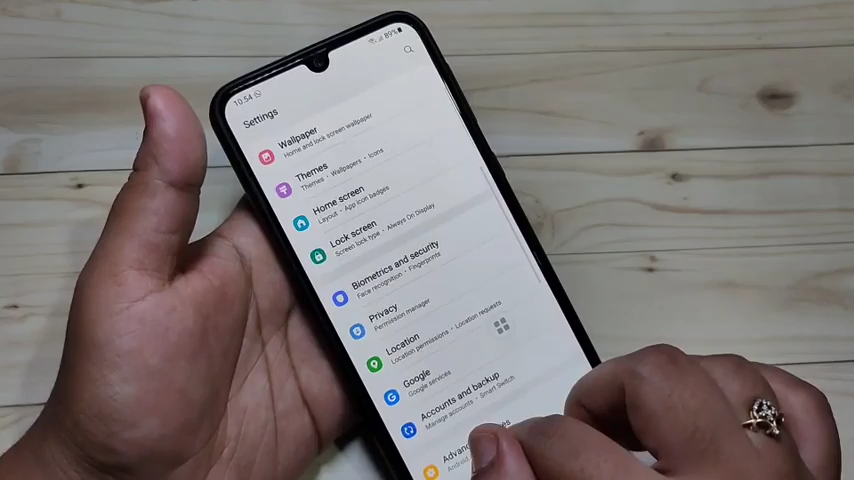 10:54
89%
Settings
Wallpaper
Home and lock screen wallpaper
Themes
Themes • Wallpapers • Icons
Home screen
Layout • App icon badges
Lock screen
Screen lock type • Always On Display
Biometrics and security
Face recognition • Fingerprints
Privacy
Permission manager
Location
Location permissions • Location requests
Google
Google services
Accounts and backup
Manage accounts • Smart Switch